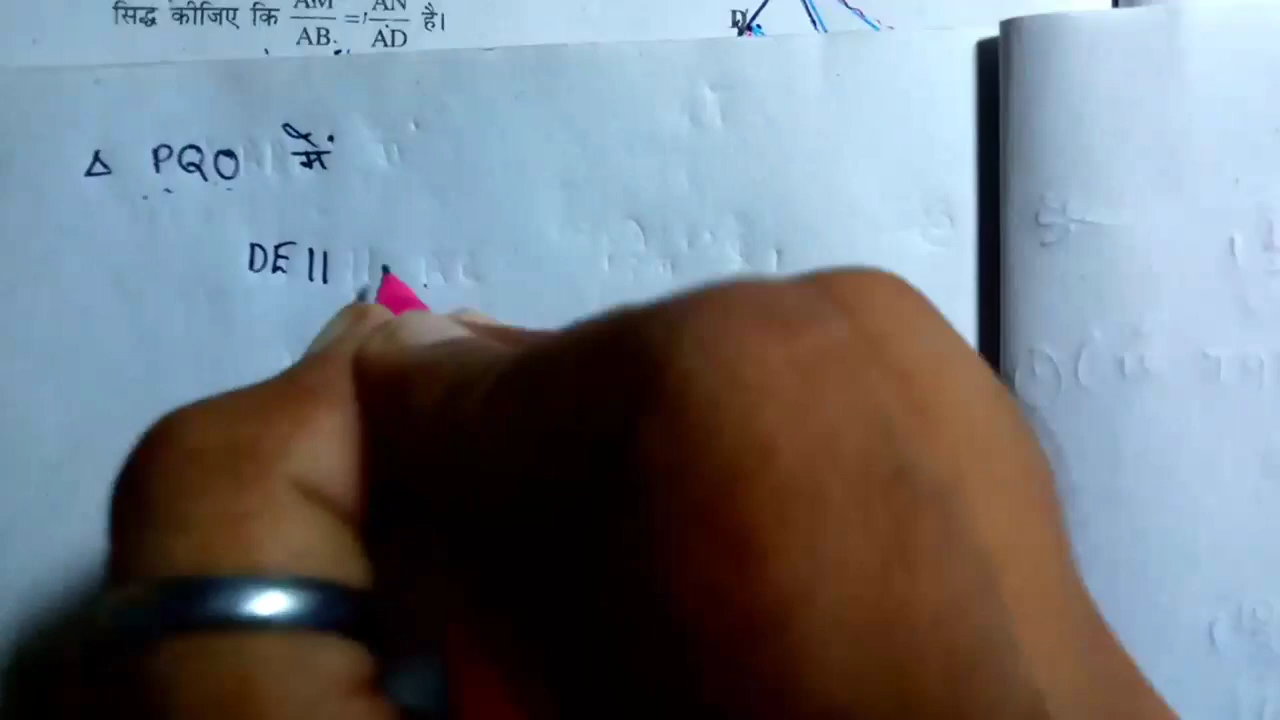 सिद्ध कीजिए कि AM/AB = AN/AD है।
D
Δ PQO में
DE ||